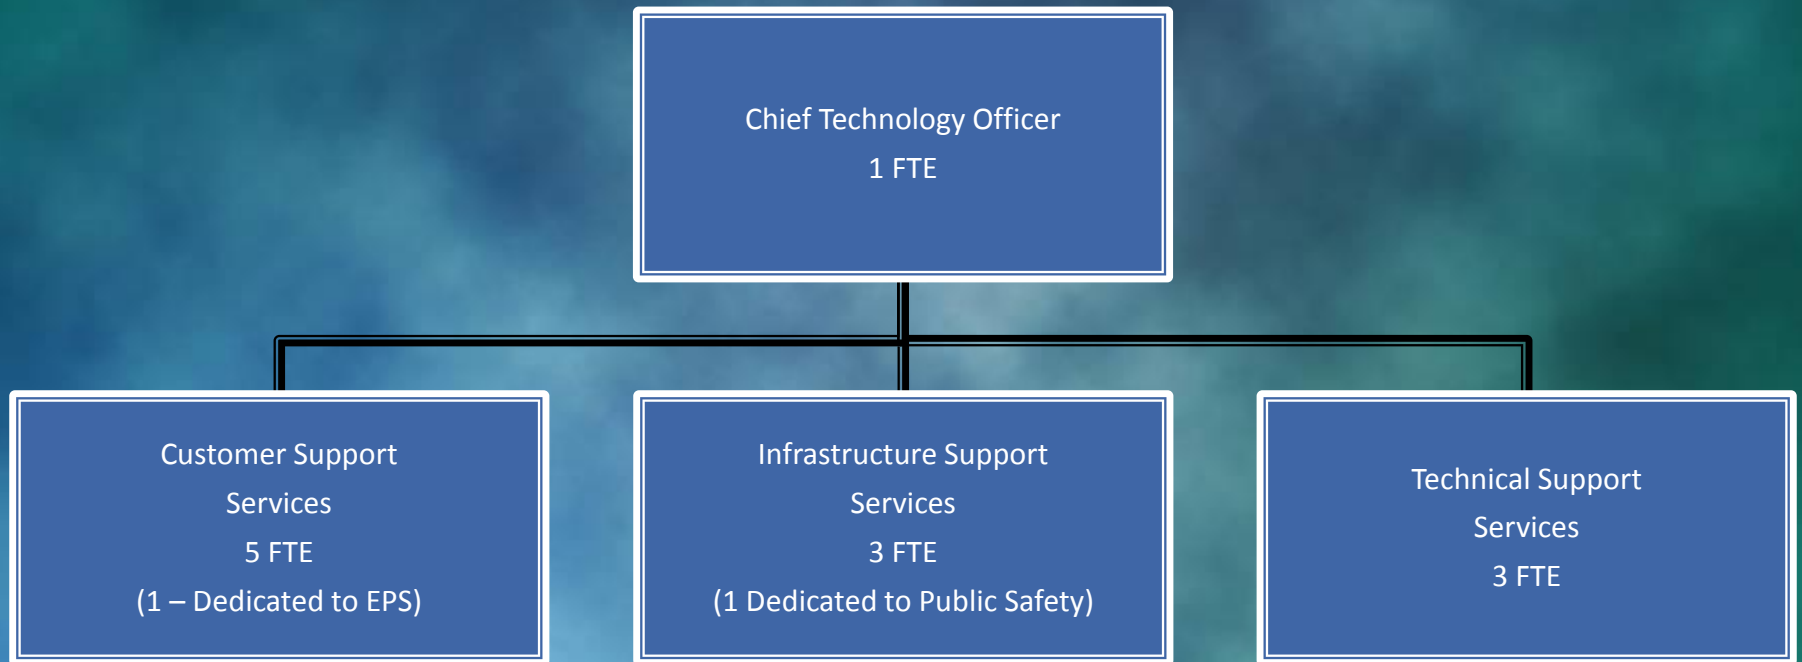 Chief Technology Officer
1 FTE
Customer Support
Services
5 FTE
(1 – Dedicated to EPS)
Infrastructure Support
Services
3 FTE
(1 Dedicated to Public Safety)
Technical Support
Services
3 FTE